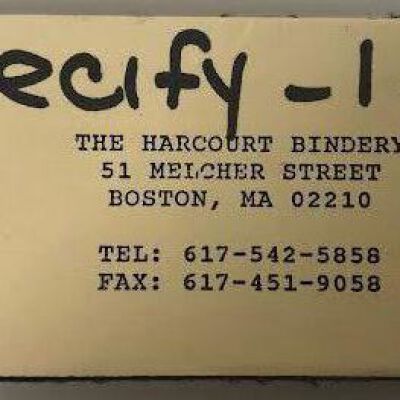 ecify - 1
THE HARCOURT BINDERY
51 MELCHER STREET
BOSTON, MA 02210
TEL: 617-542-5858
FAX: 617-451-9058